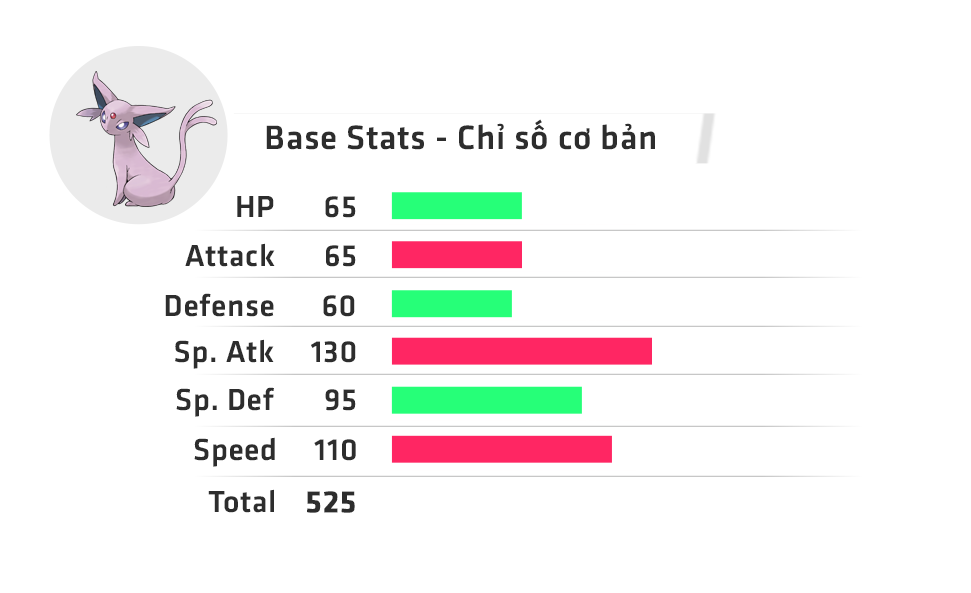 Base Stats - Chỉ số cơ bản
HP 65
Attack 65
Defense 60
Sp. Atk 130
Sp. Def 95
Speed 110
Total 525